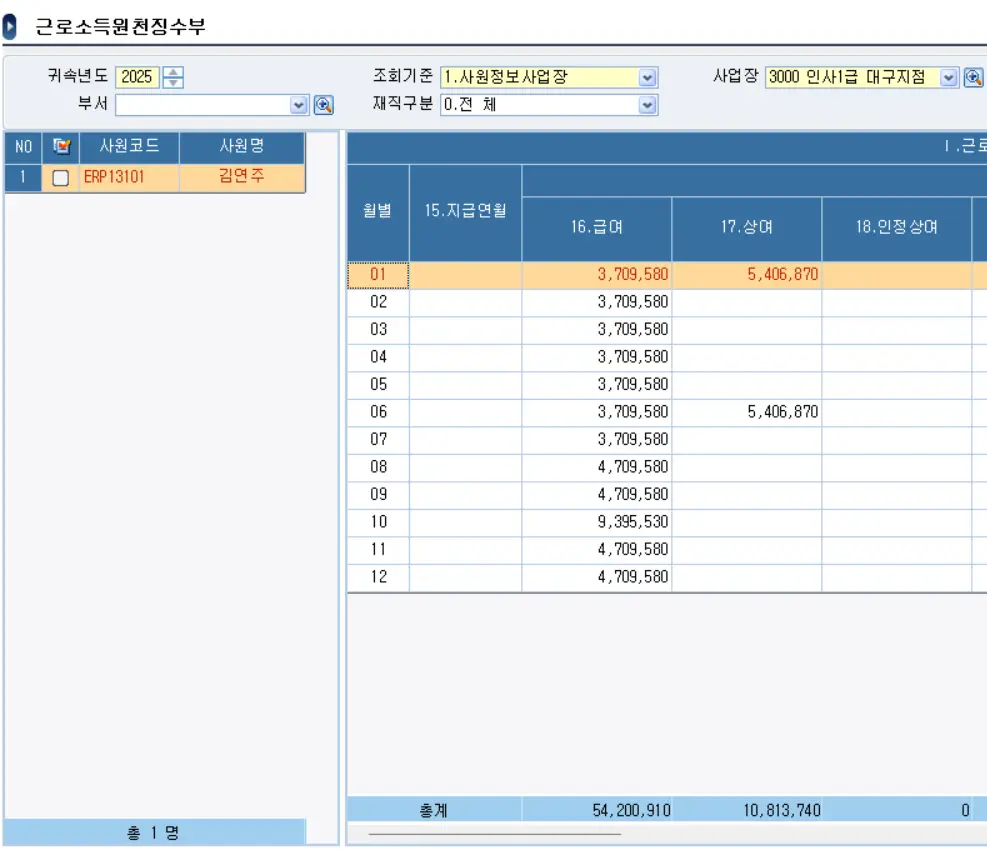 근로소득원천징수부
귀속년도 2025 조회기준 1.사원정보사업장 사업장 3000 인사1급 대구지점
부서 재직구분 0.전 체
NO 사원코드 사원명
1 ERP13101 김연주
총 1 명
Ⅰ.근로
월별 15.지급연월 16.급여 17.상여 18.인정상여
01 3,709,580 5,406,870
02 3,709,580
03 3,709,580
04 3,709,580
05 3,709,580
06 3,709,580 5,406,870
07 3,709,580
08 4,709,580
09 4,709,580
10 9,395,530
11 4,709,580
12 4,709,580
총계 54,200,910 10,813,740 0